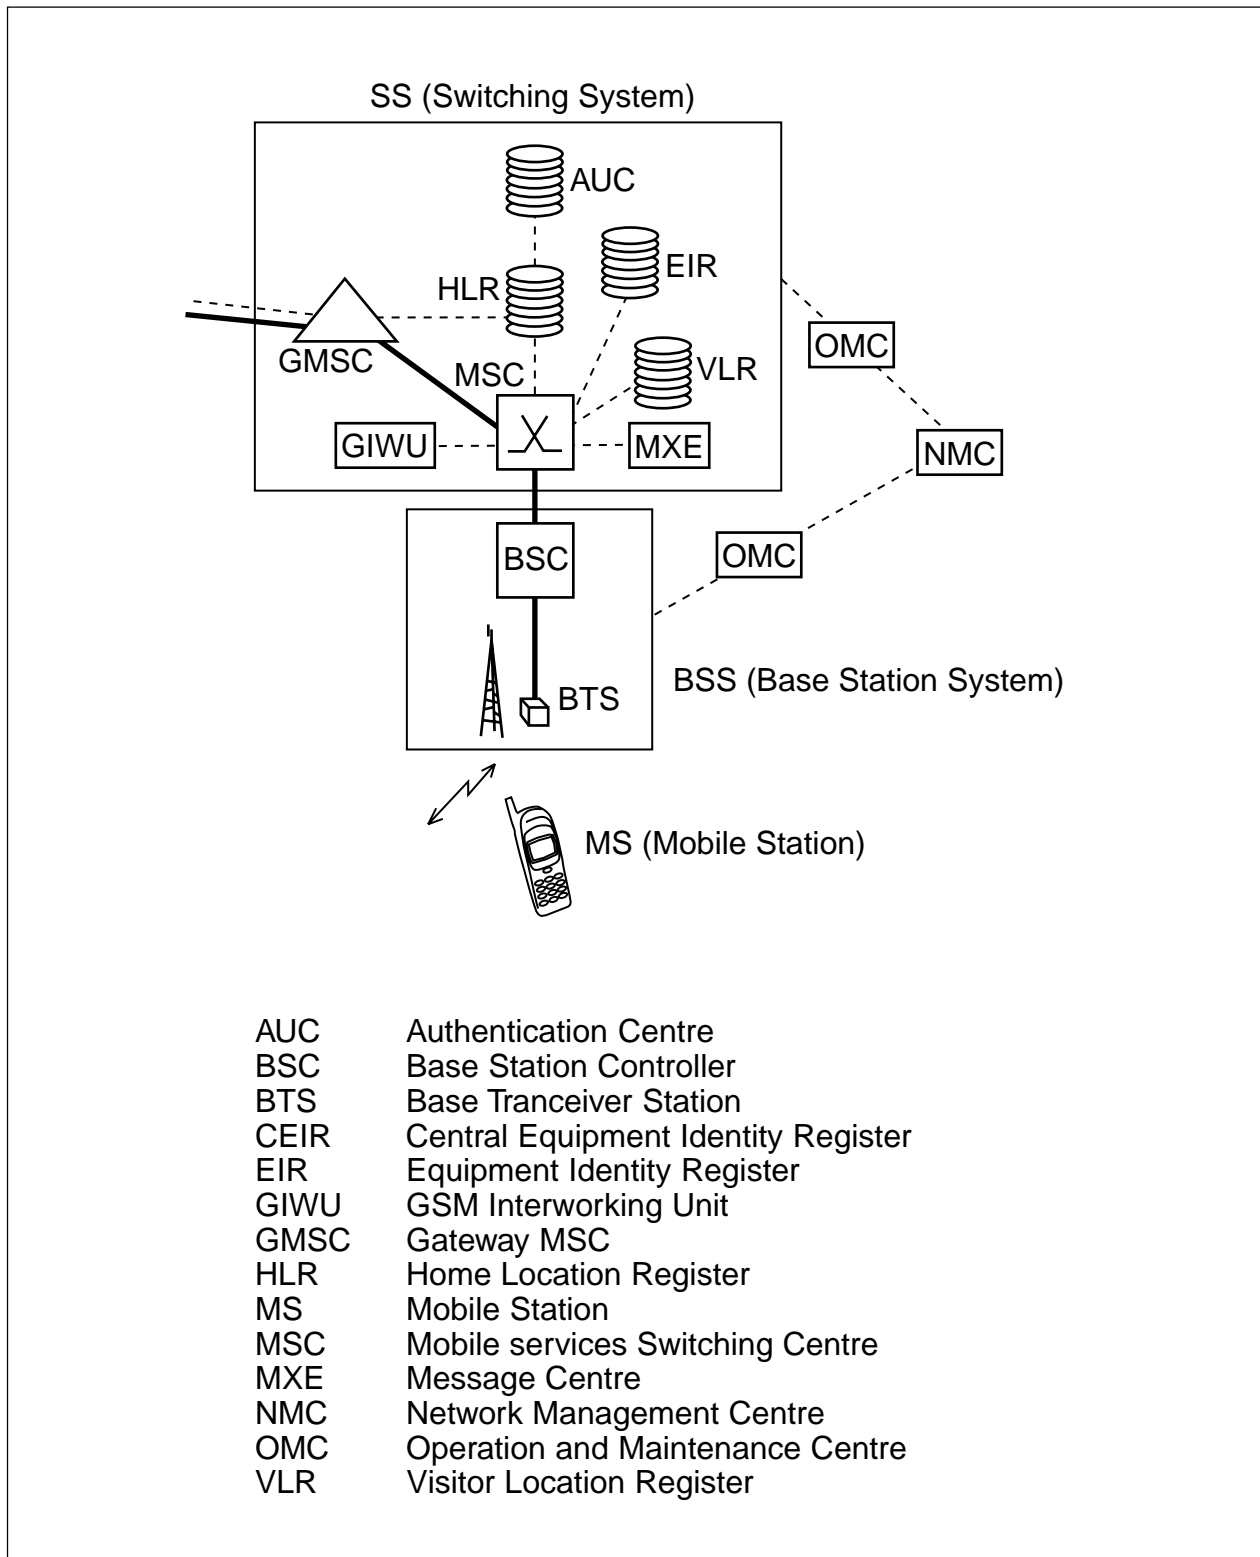 SS (Switching System)
AUC
EIR
HLR
OMC
GMSC
MSC
VLR
GIWU
MXE
NMC
BSC
OMC
BSS (Base Station System)
BTS
MS (Mobile Station)
AUC Authentication Centre
BSC Base Station Controller
BTS Base Tranceiver Station
CEIR Central Equipment Identity Register
EIR Equipment Identity Register
GIWU GSM Interworking Unit
GMSC Gateway MSC
HLR Home Location Register
MS Mobile Station
MSC Mobile services Switching Centre
MXE Message Centre
NMC Network Management Centre
OMC Operation and Maintenance Centre
VLR Visitor Location Register